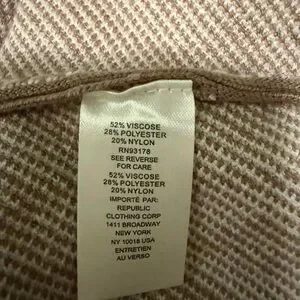 52% VISCOSE
28% POLYESTER
20% NYLON
RN93178
SEE REVERSE
FOR CARE
52% VISCOSE
28% POLYESTER
20% NYLON
IMPORTÉ PAR:
REPUBLIC
CLOTHING CORP
1411 BROADWAY
NEW YORK
NY 10018 USA
ENTRETIEN
AU VERSO